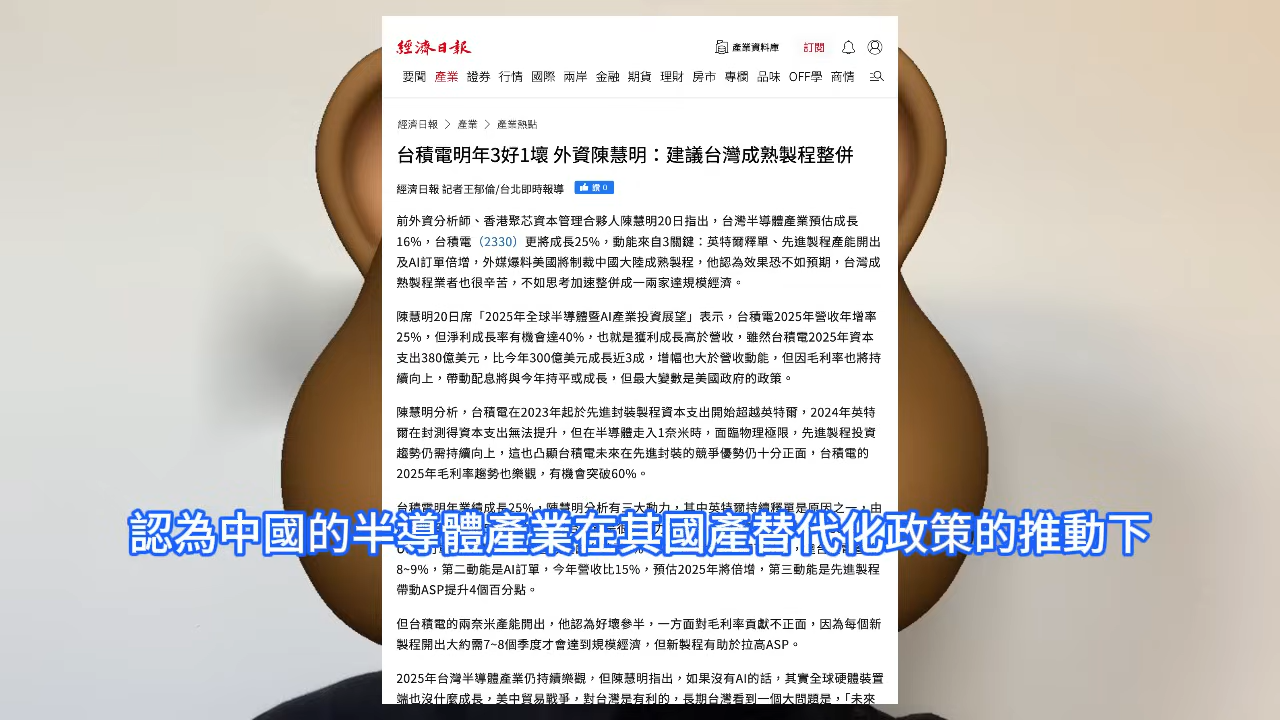 經濟日報
產業資料庫
訂閱
要聞 產業 證券 行情 國際 兩岸 金融 期貨 理財 房市 專欄 品味 OFF學 商情
經濟日報 > 產業 > 產業熱點
台積電明年3好1壞 外資陳慧明：建議台灣成熟製程整併
經濟日報 記者王郁倫/台北即時報導
讚 0
前外資分析師、香港聚芯資本管理合夥人陳慧明20日指出，台灣半導體產業預估成長
16%，台積電（2330）更將成長25%，動能來自3關鍵：英特爾釋單、先進製程產能開出
及AI訂單倍增，外媒爆料美國將制裁中國大陸成熟製程，他認為效果恐不如預期，台灣成
熟製程業者也很辛苦，不如思考加速整併成一兩家達規模經濟。
陳慧明20日席「2025年全球半導體暨AI產業投資展望」表示，台積電2025年營收年增率
25%，但淨利成長率有機會達40%，也就是獲利成長高於營收，雖然台積電2025年資本
支出380億美元，比今年300億美元成長近3成，增幅也大於營收動能，但因毛利率也將持
續向上，帶動配息將與今年持平或成長，但最大變數是美國政府的政策。
陳慧明分析，台積電在2023年起於先進封裝製程資本支出開始超越英特爾，2024年英特
爾在封測得資本支出無法提升，但在半導體走入1奈米時，面臨物理極限，先進製程投資
趨勢仍需持續向上，這也凸顯台積電未來在先進封裝的競爭優勢仍十分正面，台積電的
2025年毛利率趨勢也樂觀，有機會突破60%。
台積電明年業績成長25%，陳慧明分析有三大動力，其中英特爾持續釋單是原因之一，由
認為中國的半導體產業在其國產替代化政策的推動下
8~9%，第二動能是AI訂單，今年營收比15%，預估2025年將倍增，第三動能是先進製程
帶動ASP提升4個百分點。
但台積電的兩奈米產能開出，他認為好壞參半，一方面對毛利率貢獻不正面，因為每個新
製程開出大約需7~8個季度才會達到規模經濟，但新製程有助於拉高ASP。
2025年台灣半導體產業仍持續樂觀，但陳慧明指出，如果沒有AI的話，其實全球硬體裝置
端也沒什麼成長，美中貿易戰爭，對台灣是有利的，長期台灣看到一個大問題是，「未來